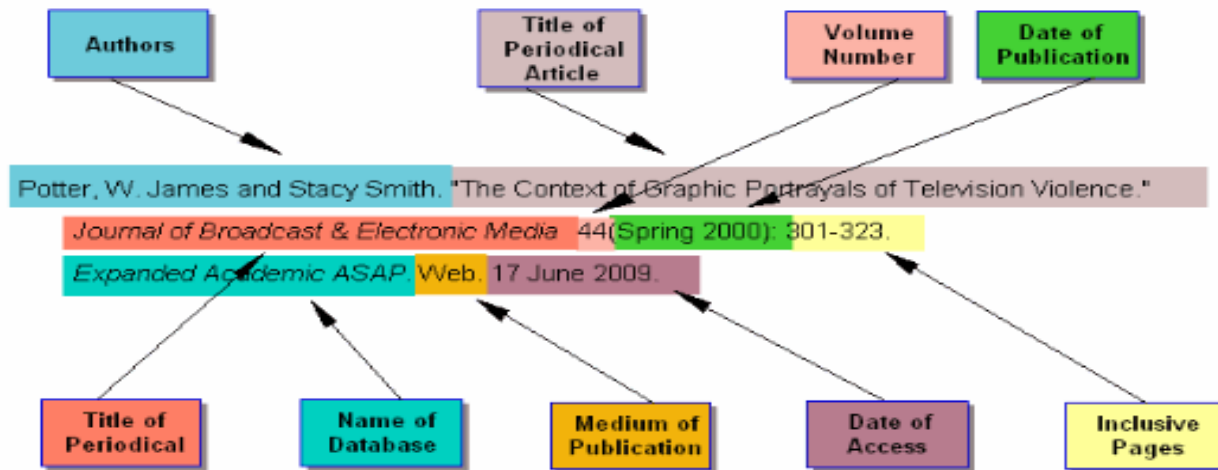 Authors
Title of
Periodical
Article
Volume
Number
Date of
Publication
Potter, W. James and Stacy Smith. "The Context of Graphic Portrayals of Television Violence."
Journal of Broadcast & Electronic Media 44(Spring 2000): 301-323.
Expanded Academic ASAP. Web. 17 June 2009.
Title of
Periodical
Name of
Database
Medium of
Publication
Date of
Access
Inclusive
Pages